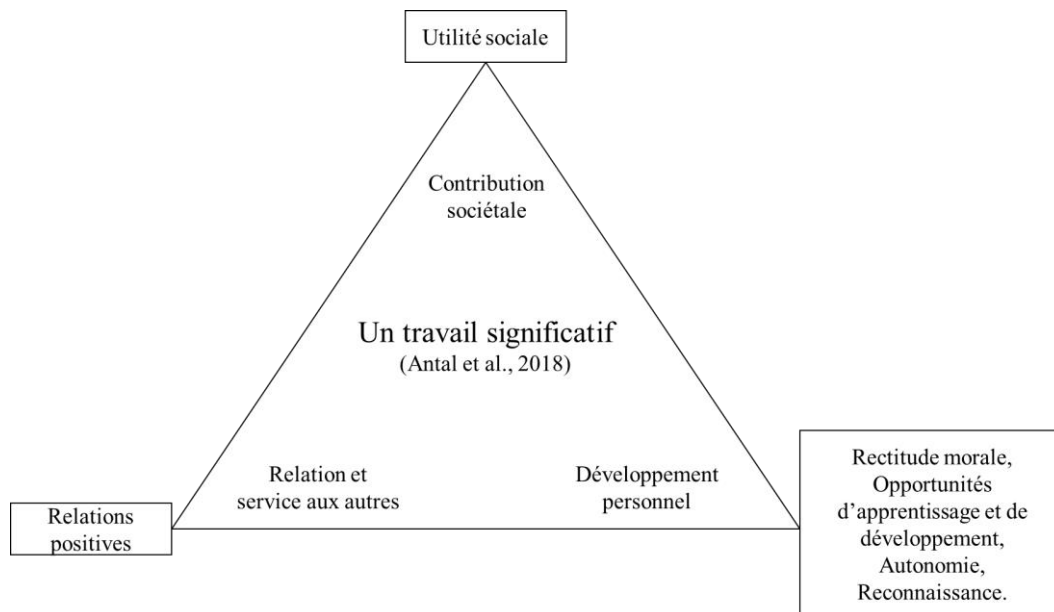 Utilité sociale
Contribution
sociétale
Un travail significatif
(Antal et al., 2018)
Relation et
service aux autres
Développement
personnel
Relations
positives
Rectitude morale,
Opportunités
d’apprentissage et de
développement,
Autonomie,
Reconnaissance.